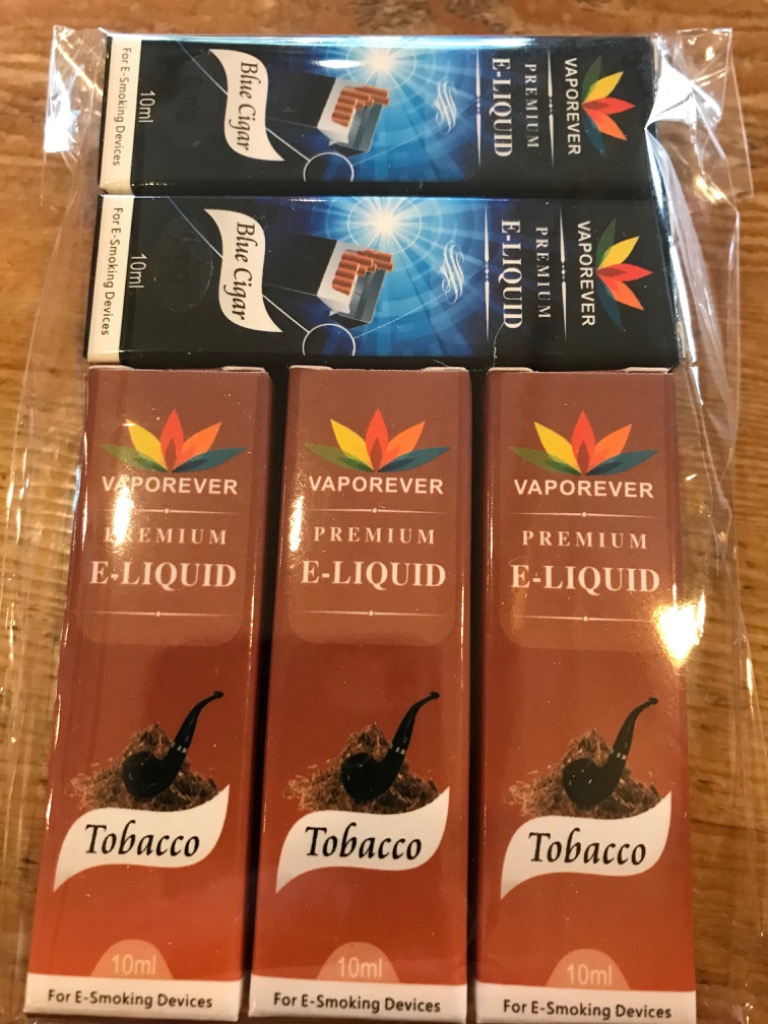 VAPOREVER
PREMIUM
E-LIQUID
Blue Cigar
10ml
For E-Smoking Devices
VAPOREVER
PREMIUM
E-LIQUID
Blue Cigar
10ml
For E-Smoking Devices
VAPOREVER
PREMIUM
E-LIQUID
Tobacco
10ml
For E-Smoking Devices
VAPOREVER
PREMIUM
E-LIQUID
Tobacco
10ml
For E-Smoking Devices
VAPOREVER
PREMIUM
E-LIQUID
Tobacco
10ml
For E-Smoking Devices